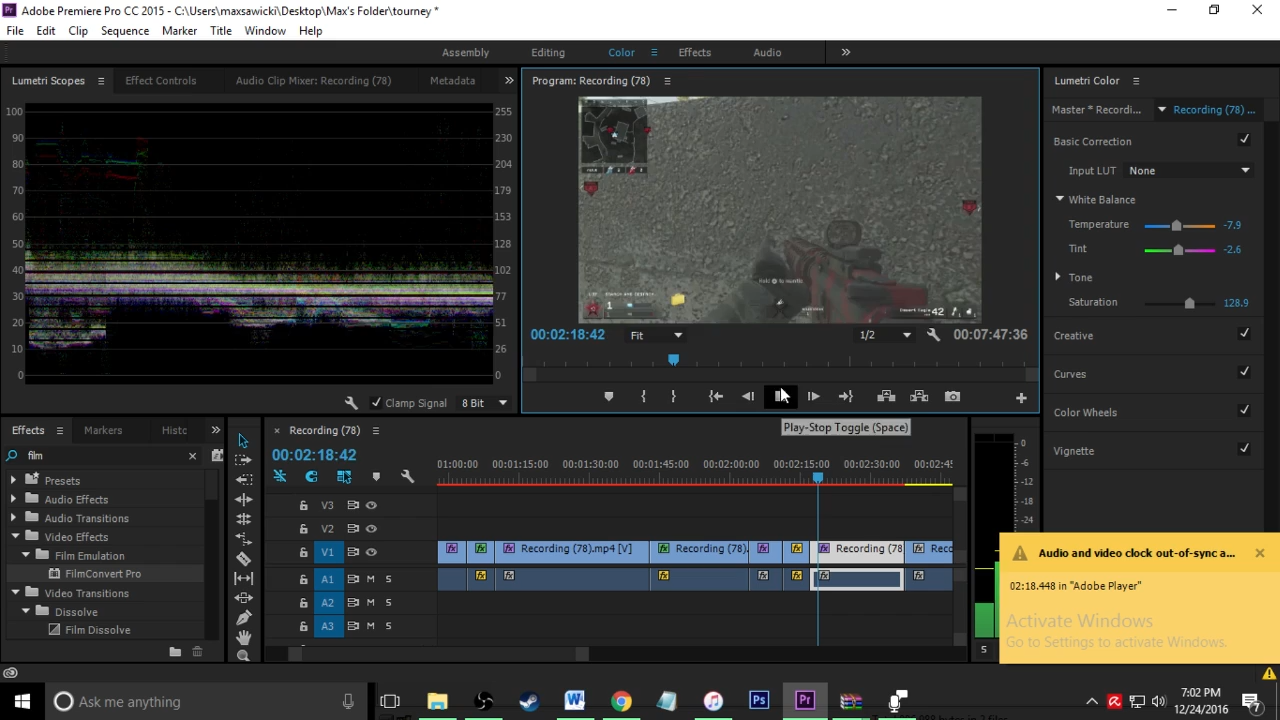 Adobe Premiere Pro CC 2015 - C:\Users\maxsawicki\Desktop\Max's Folder\tourney *
File Edit Clip Sequence Marker Title Window Help
Assembly Editing Color Effects Audio
Lumetri Scopes Effect Controls Audio Clip Mixer: Recording (78) Metadata
Program: Recording (78)
Lumetri Color
Master * Recordi... Recording (78) ...
100 255
90 230
80 204
70 179
60 153
50 128
40 102
30 77
20 51
10 26
0 0
Clamp Signal 8 Bit
1
42
00:02:18:42 Fit 1/2 00:07:47:36
Play-Stop Toggle (Space)
Basic Correction
Input LUT None
White Balance
Temperature -7.9
Tint -2.6
Tone
Saturation 128.9
Creative
Curves
Color Wheels
Vignette
Effects Markers Histc
film
Presets
Audio Effects
Audio Transitions
Video Effects
Film Emulation
FilmConvert Pro
Video Transitions
Dissolve
Film Dissolve
Recording (78)
00:02:18:42
:01:00:00 00:01:15:00 00:01:30:00 00:01:45:00 00:02:00:00 00:02:15:00 00:02:30:00 00:02:45
V3
V2
V1 Recording (78).mp4 [V] Recording (78). Recording (78 Reco
A1 M S
A2 M S
A3 M S
0
-6
-12
-18
-24
S
Audio and video clock out-of-sync a...
02:18.448 in "Adobe Player"
Activate Windows
Go to Settings to activate Windows.
Ask me anything
7:02 PM
12/24/2016
7